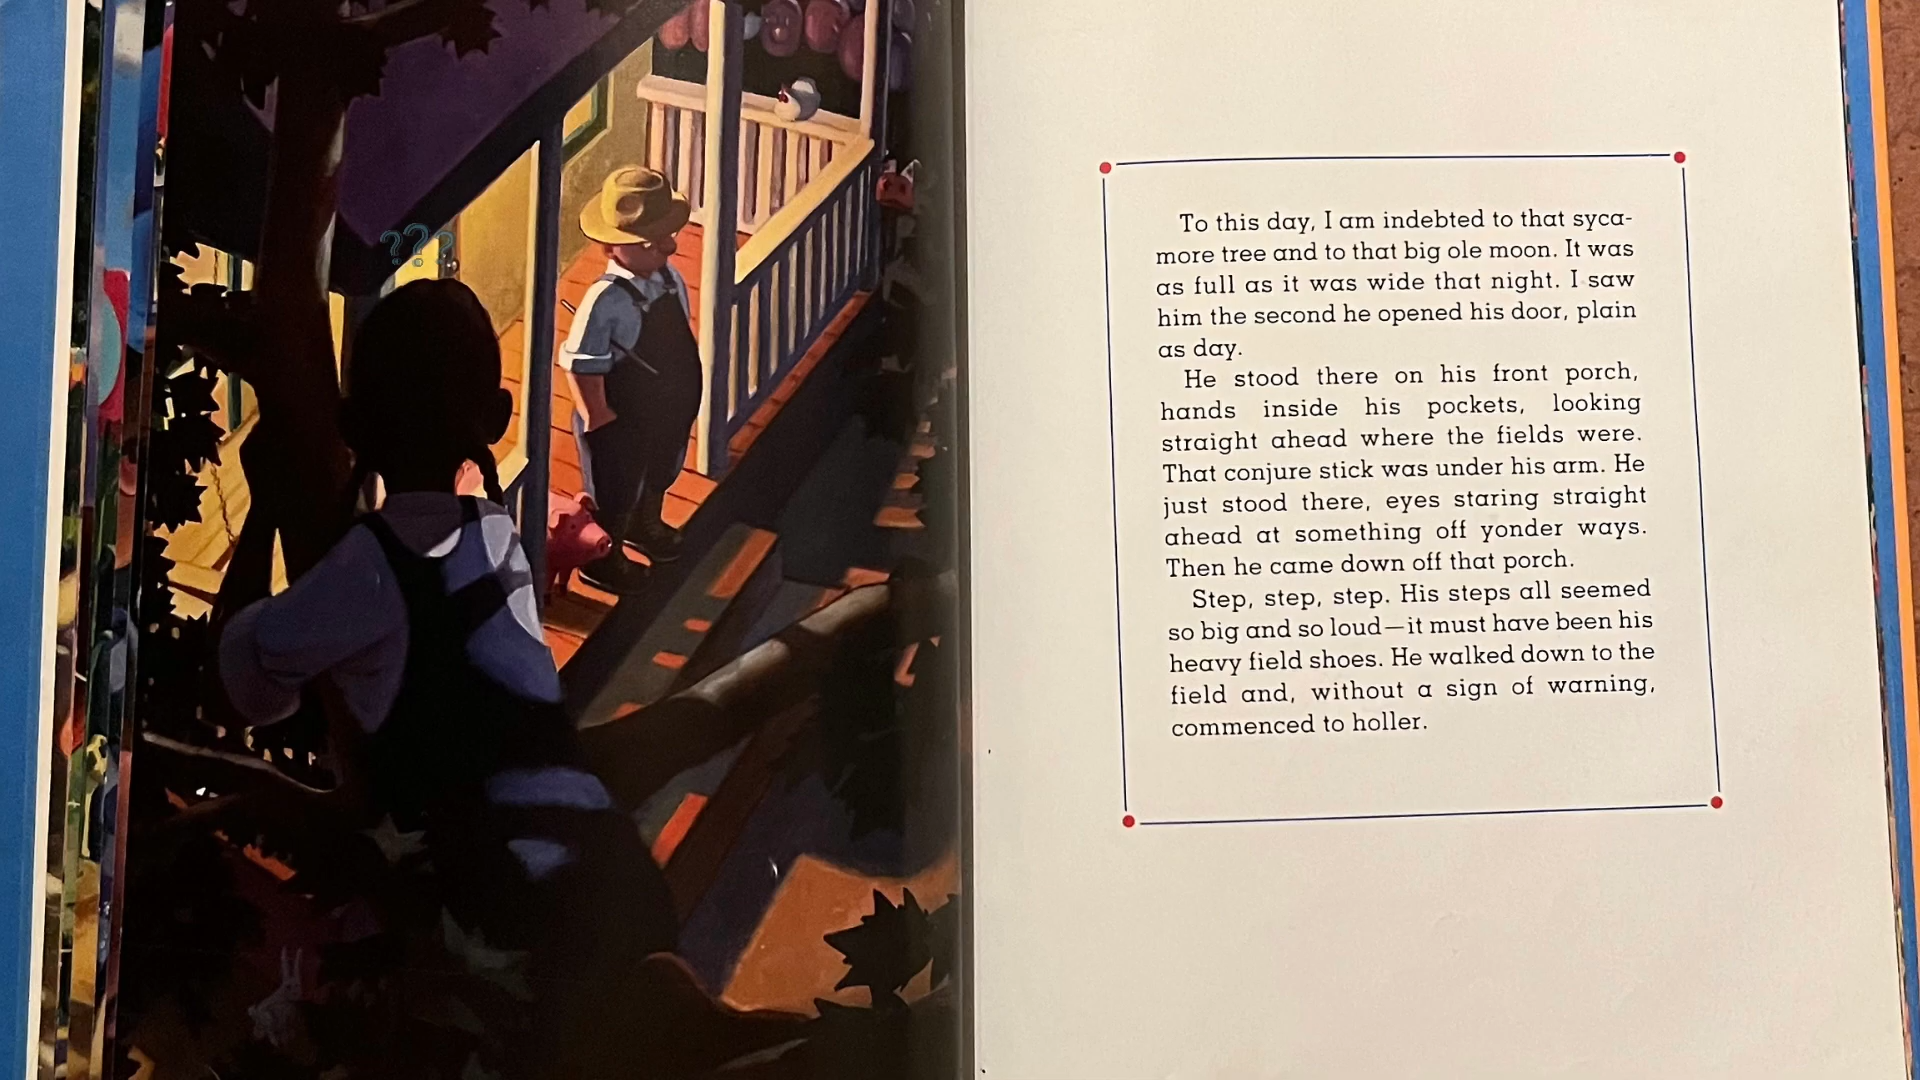 ???
To this day, I am indebted to that syca-
more tree and to that big ole moon. It was
as full as it was wide that night. I saw
him the second he opened his door, plain
as day.
He stood there on his front porch,
hands inside his pockets, looking
straight ahead where the fields were.
That conjure stick was under his arm. He
just stood there, eyes staring straight
ahead at something off yonder ways.
Then he came down off that porch.
Step, step, step. His steps all seemed
so big and so loud—it must have been his
heavy field shoes. He walked down to the
field and, without a sign of warning,
commenced to holler.